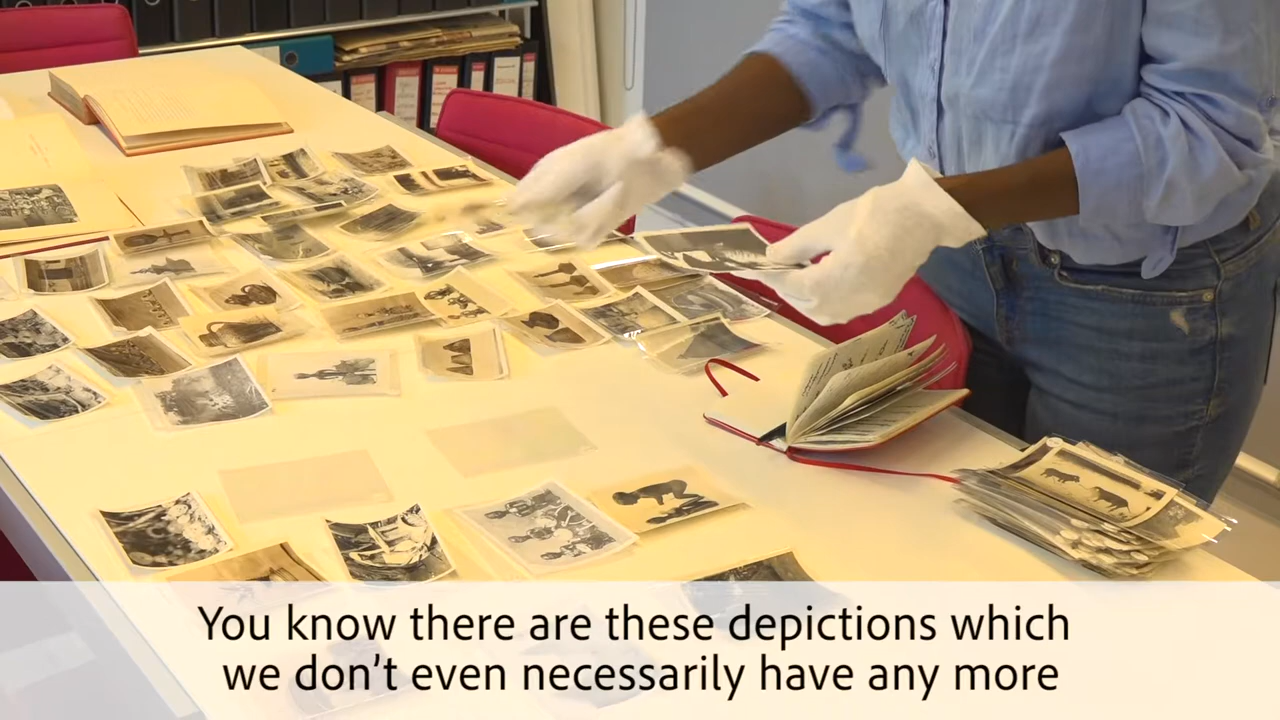 You know there are these depictions which
we don't even necessarily have any more